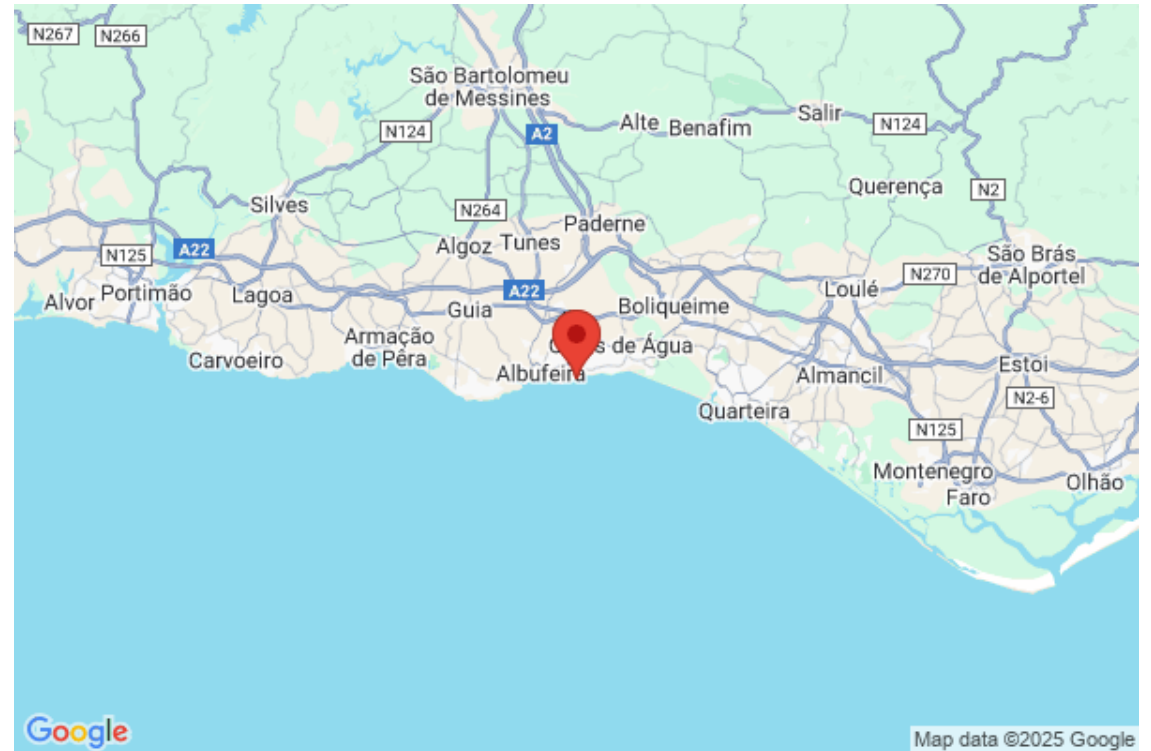 N267
N266
São Bartolomeu
de Messines
N124
A2
Alte
Benafim
Salir
N124
Querença
N2
Silves
N264
Paderne
Algoz
Tunes
A22
N125
São Brás
de Alportel
N270
Loulé
Alvor
Portimão
Lagoa
A22
Guia
Boliqueime
Armação
de Pêra
de Água
Carvoeiro
Albufeira
Almancil
Estoi
N2-6
Quarteira
N125
Montenegro
Faro
Olhão
Google
Map data ©2025 Google